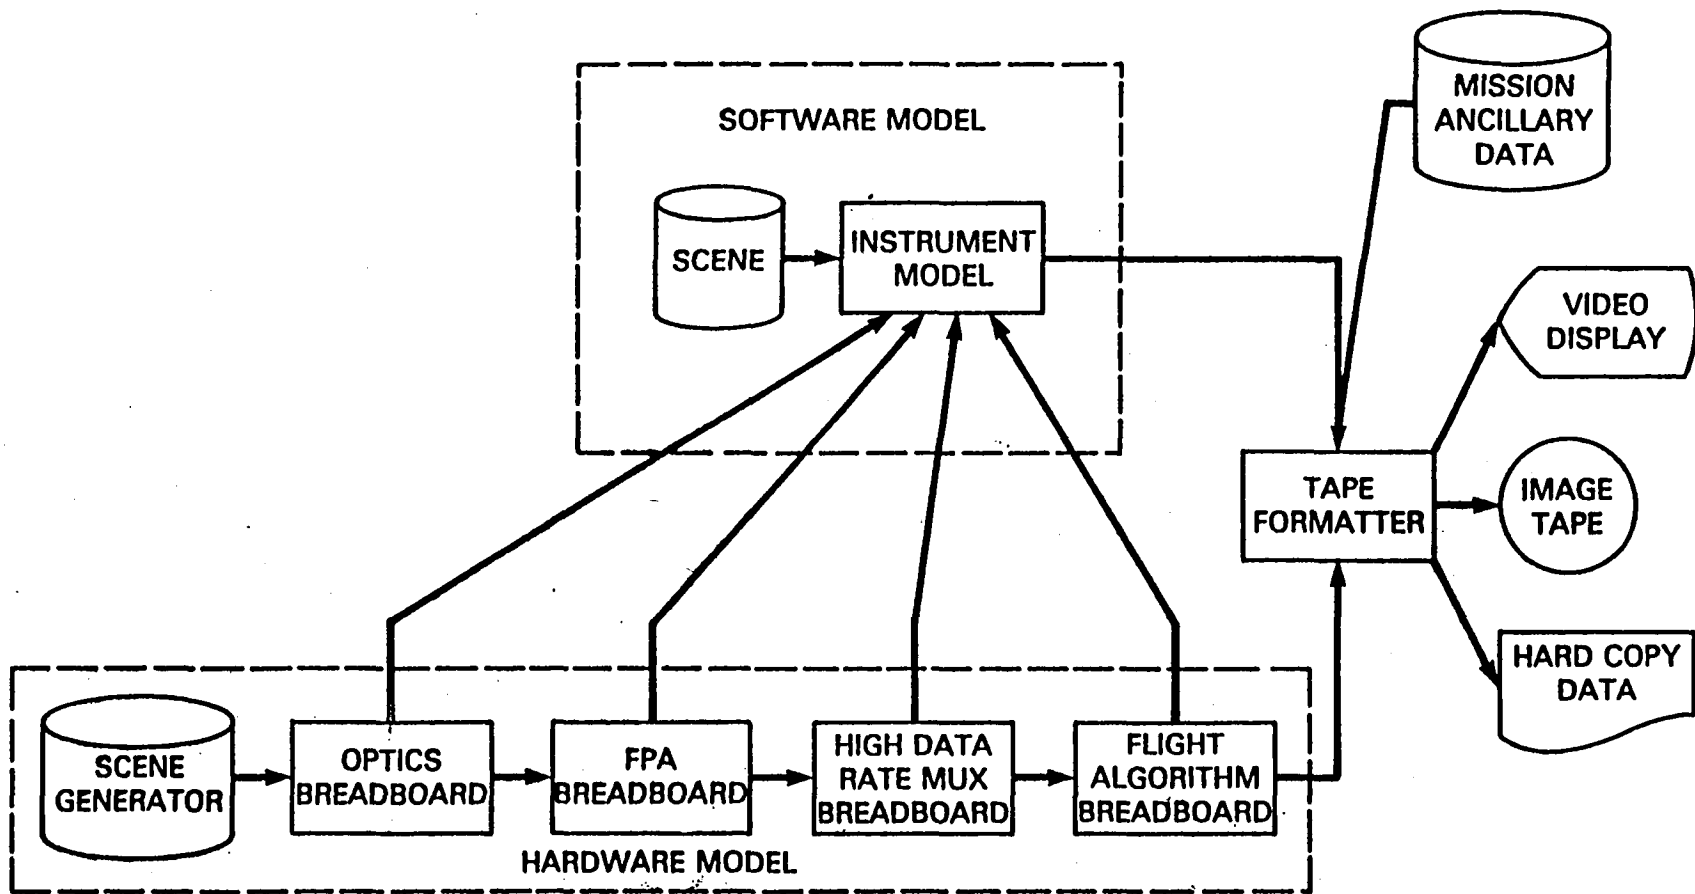 MISSION
ANCILLARY
DATA
SOFTWARE MODEL
SCENE
INSTRUMENT
MODEL
VIDEO
DISPLAY
TAPE
FORMATTER
IMAGE
TAPE
HARD COPY
DATA
SCENE
GENERATOR
OPTICS
BREADBOARD
FPA
BREADBOARD
HIGH DATA
RATE MUX
BREADBOARD
FLIGHT
ALGORITHM
BREADBOARD
HARDWARE MODEL